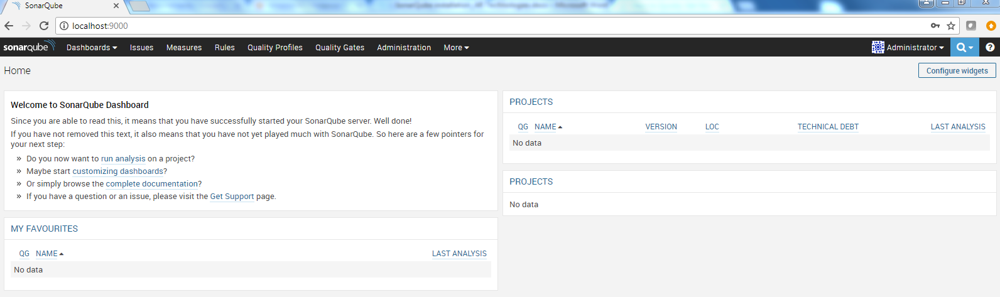 SonarQube
localhost:9000
sonarqube Dashboards Issues Measures Rules Quality Profiles Quality Gates Administration More Administrator
Home
Configure widgets
Welcome to SonarQube Dashboard
Since you are able to read this, it means that you have successfully started your SonarQube server. Well done!
If you have not removed this text, it also means that you have not yet played much with SonarQube. So here are a few pointers for
your next step:
» Do you now want to run analysis on a project?
» Maybe start customizing dashboards?
» Or simply browse the complete documentation?
» If you have a question or an issue, please visit the Get Support page.
MY FAVOURITES
QG NAME LAST ANALYSIS
No data
PROJECTS
QG NAME VERSION LOC TECHNICAL DEBT LAST ANALYSIS
No data
PROJECTS
No data